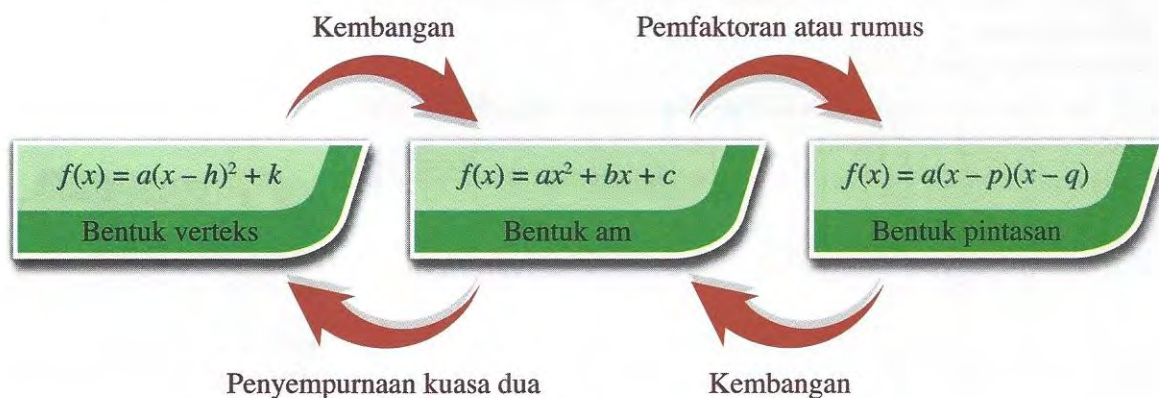 Kembangan
Pemfaktoran atau rumus
f(x) = a(x – h)² + k
Bentuk verteks
f(x) = ax² + bx + c
Bentuk am
f(x) = a(x – p)(x – q)
Bentuk pintasan
Penyempurnaan kuasa dua
Kembangan